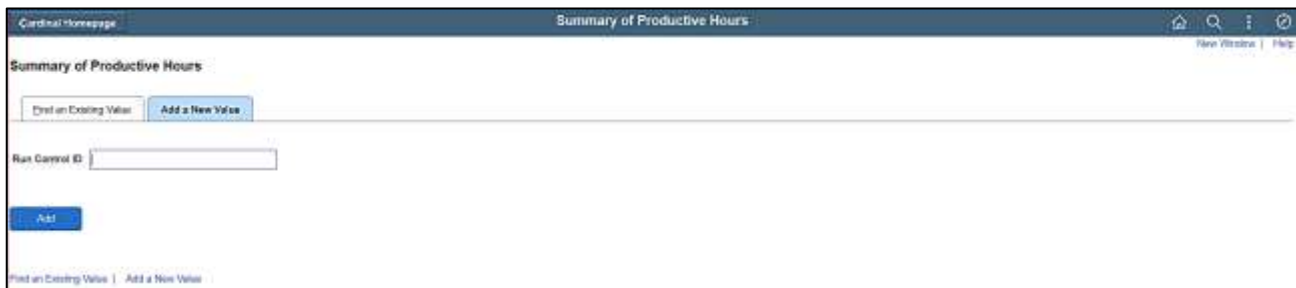 Cardinal Homepage Summary of Productive Hours
New Window | Help
Summary of Productive Hours
Find an Existing Value Add a New Value
Run Control ID
Add
Find an Existing Value | Add a New Value